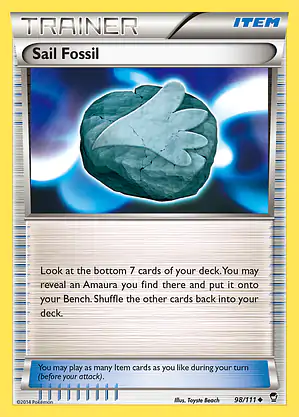 TRAINER
ITEM
Sail Fossil
Look at the bottom 7 cards of your deck. You may
reveal an Amaura you find there and put it onto
your Bench. Shuffle the other cards back into your
deck.
You may play as many Item cards as you like during your turn
(before your attack).
©2014 Pokémon
Illus. Toyste Beach
98/111